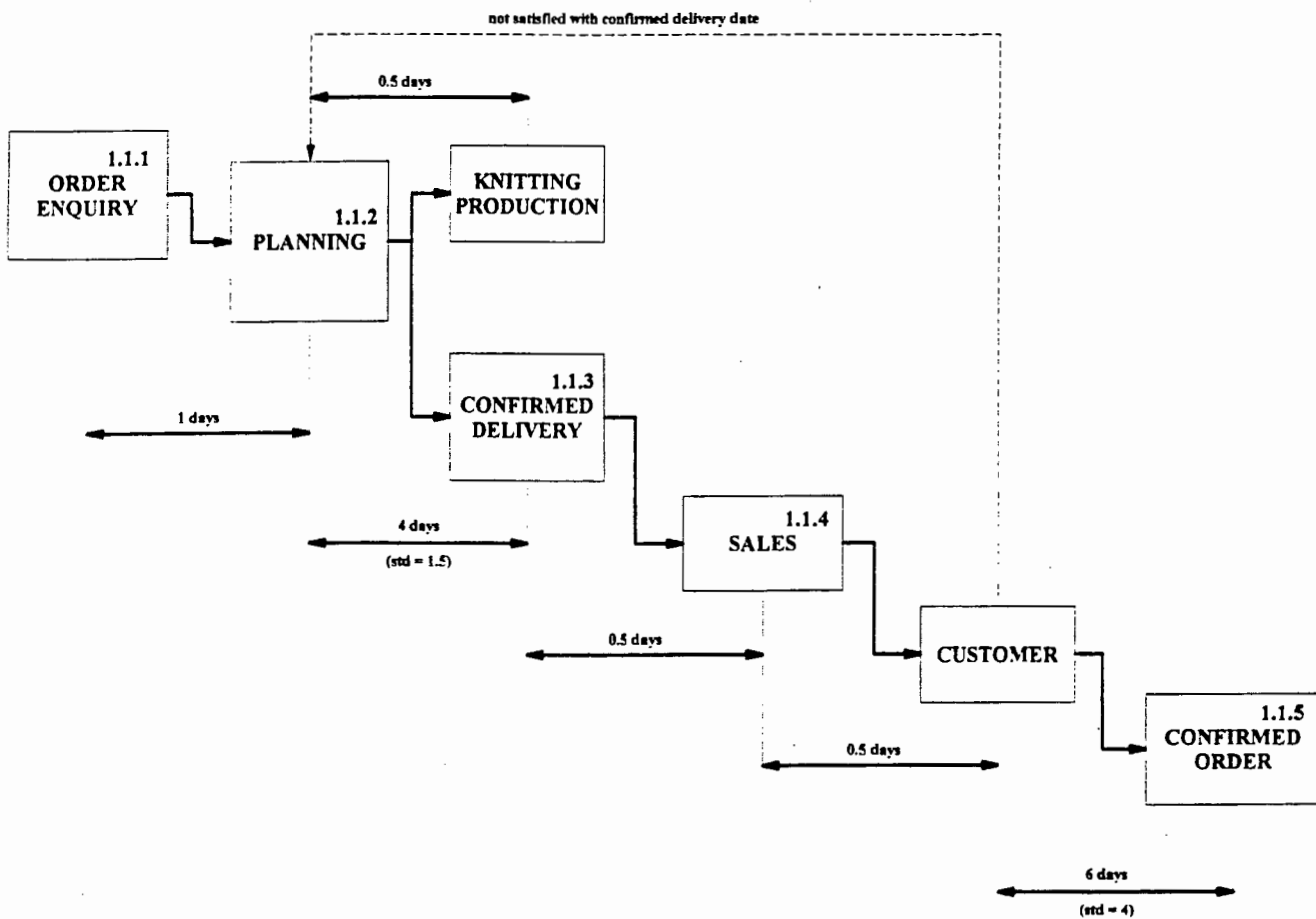 not satisfied with confirmed delivery date
0.5 days
1.1.1
ORDER
ENQUIRY
1.1.2
PLANNING
KNITTING
PRODUCTION
1.1.3
CONFIRMED
DELIVERY
1 days
4 days
(std = 1.5)
1.1.4
SALES
0.5 days
CUSTOMER
0.5 days
1.1.5
CONFIRMED
ORDER
6 days
(std = 4)